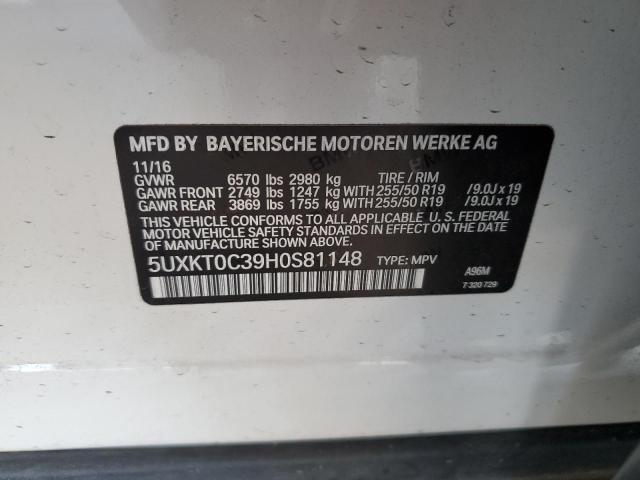 MFD BY BAYERISCHE MOTOREN WERKE AG
11/16
GVWR 6570 lbs 2980 kg TIRE / RIM
GAWR FRONT 2749 lbs 1247 kg WITH 255/50 R19 /9.0J x 19
GAWR REAR 3869 lbs 1755 kg WITH 255/50 R19 /9.0J x 19
THIS VEHICLE CONFORMS TO ALL APPLICABLE U. S. FEDERAL
MOTOR VEHICLE SAFETY STANDARDS IN EFFECT ON THE DATE
OF MANUFACTURE SHOWN ABOVE.
5UXKT0C39H0S81148 TYPE: MPV
A96M
7 320 729